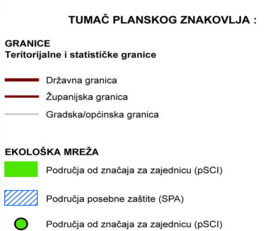 TUMAČ PLANSKOG ZNAKOVLJA :
GRANICE
Teritorijalne i statističke granice
Državna granica
Županijska granica
Gradska/općinska granica
EKOLOŠKA MREŽA
Područja od značaja za zajednicu (pSCI)
Područja posebne zaštite (SPA)
Područja od značaja za zajednicu (pSCI)